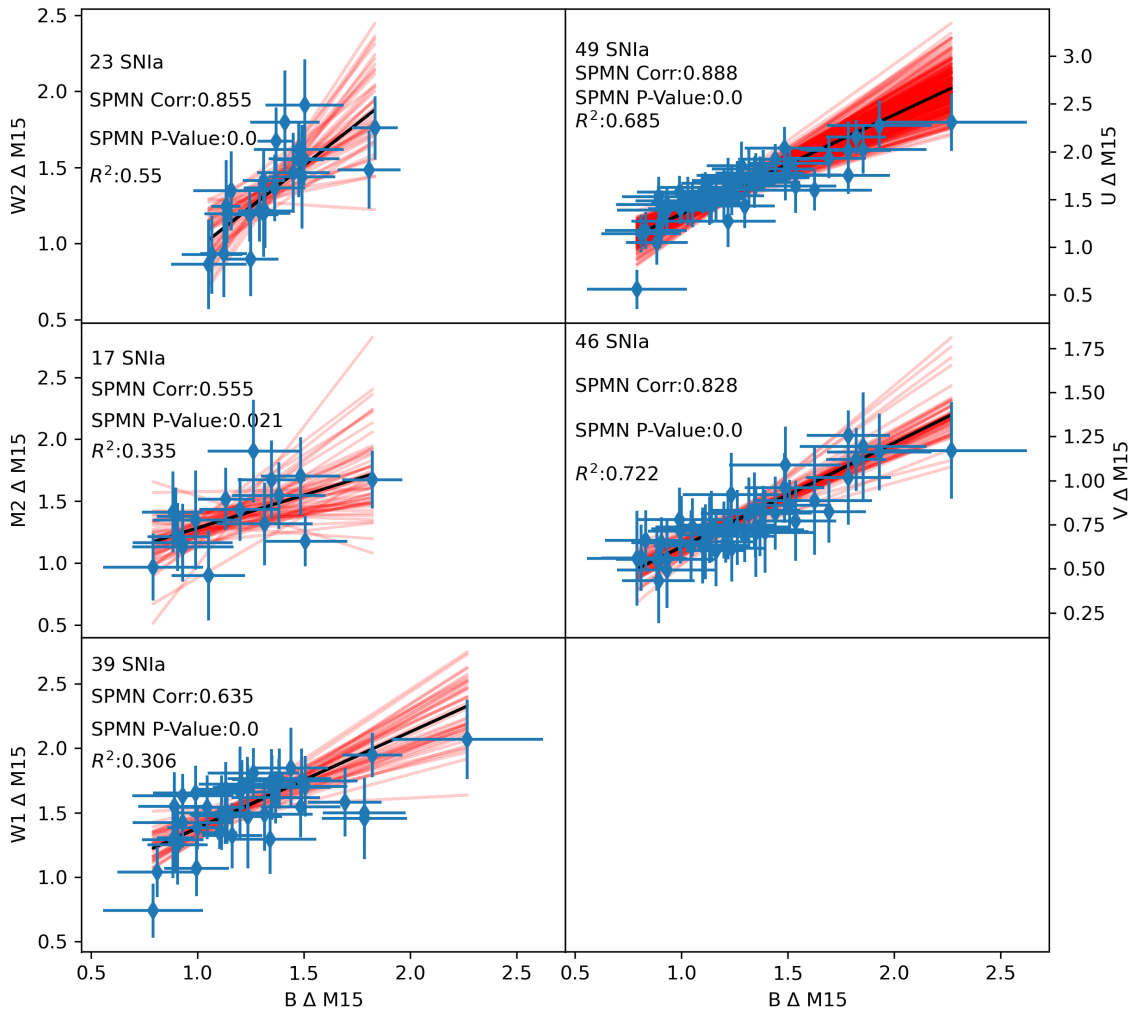 2.5
2.0
1.5
1.0
0.5
W2 Δ M15
23 SNIa
SPMN Corr:0.855
SPMN P-Value:0.0
R²:0.55
49 SNIa
SPMN Corr:0.888
SPMN P-Value:0.0
R²:0.685
3.0
2.5
2.0
1.5
1.0
0.5
U Δ M15
2.5
2.0
1.5
1.0
0.5
M2 Δ M15
17 SNIa
SPMN Corr:0.555
SPMN P-Value:0.021
R²:0.335
46 SNIa
SPMN Corr:0.828
SPMN P-Value:0.0
R²:0.722
1.75
1.50
1.25
1.00
0.75
0.50
0.25
V Δ M15
2.5
2.0
1.5
1.0
0.5
W1 Δ M15
39 SNIa
SPMN Corr:0.635
SPMN P-Value:0.0
R²:0.306
0.5 1.0 1.5 2.0 2.5
B Δ M15
0.5 1.0 1.5 2.0 2.5
B Δ M15